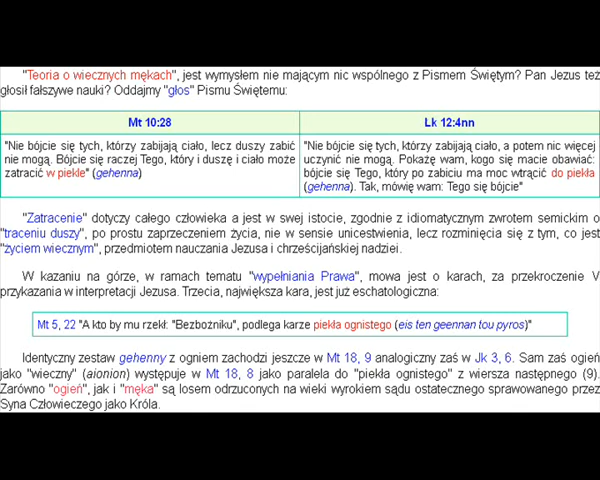 "Teoria o wiecznych mękach", jest wymysłem nie mającym nic wspólnego z Pismem Świętym? Pan Jezus też
głosił fałszywe nauki? Oddajmy "głos" Pismu Świętemu:
Mt 10:28
"Nie bójcie się tych, którzy zabijają ciało, lecz duszy zabić
nie mogą. Bójcie się raczej Tego, który i duszę i ciało może
zatracić w piekle" (gehenna)
Lk 12:4nn
"Nie bójcie się tych, którzy zabijają ciało, a potem nic więcej
uczynić nie mogą. Pokażę wam, kogo się macie obawiać:
bójcie się Tego, który po zabiciu ma moc wtrącić do piekła
(gehenna). Tak, mówię wam: Tego się bójcie"
"Zatracenie" dotyczy całego człowieka a jest w swej istocie, zgodnie z idiomatycznym zwrotem semickim o
"traceniu duszy", po prostu zaprzeczeniem życia, nie w sensie unicestwienia, lecz rozminięcia się z tym, co jest
"życiem wiecznym", przedmiotem nauczania Jezusa i chrześcijańskiej nadziei.
W kazaniu na górze, w ramach tematu "wypełniania Prawa", mowa jest o karach, za przekroczenie V
przykazania w interpretacji Jezusa. Trzecia, największa kara, jest już eschatologiczna:
Mt 5, 22 "A kto by mu rzekł: "Bezbożniku", podlega karze piekła ognistego (eis ten geennan tou pyros)"
Identyczny zestaw gehenny z ogniem zachodzi jeszcze w Mt 18, 9 analogiczny zaś w Jk 3, 6. Sam zaś ogień
jako "wieczny" (aionion) występuje w Mt 18, 8 jako paralela do "piekła ognistego" z wiersza następnego (9).
Zarówno "ogień", jak i "męka" są losem odrzuconych na wieki wyrokiem sądu ostatecznego sprawowanego przez
Syna Człowieczego jako Króla.